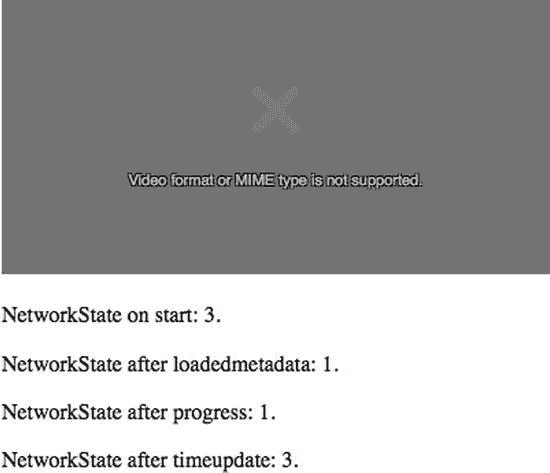 Video format or MIME type is not supported.
NetworkState on start: 3.
NetworkState after loadedmetadata: 1.
NetworkState after progress: 1.
NetworkState after timeupdate: 3.